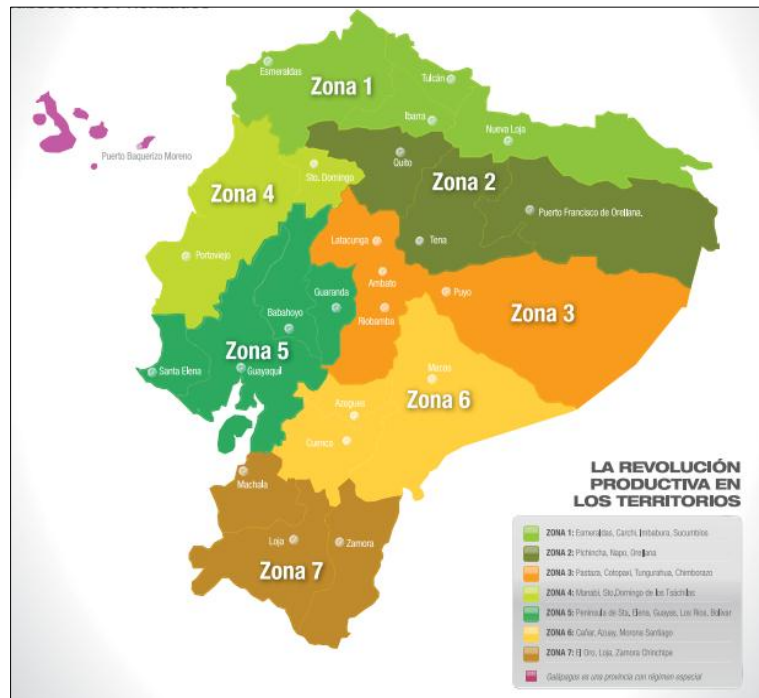 Esmeraldas
Tulcán
Zona 1
Ibarra
Nueva Loja
Puerto Baquerizo Moreno
Quito
Sto. Domingo
Zona 2
Zona 4
Puerto Francisco de Orellana.
Latacunga
Tena
Portoviejo
Ambato
Guaranda
Puyo
Babahoyo
Riobamba
Zona 3
Zona 5
Santa Elena
Guayaquil
Macas
Zona 6
Azogues
Cuenca
Machala
Loja
Zamora
Zona 7
LA REVOLUCIÓN
PRODUCTIVA EN
LOS TERRITORIOS
ZONA 1: Esmeraldas, Carchi, Imbabura, Sucumbíos
ZONA 2: Pichincha, Napo, Orellana
ZONA 3: Pastaza, Cotopaxi, Tungurahua, Chimborazo
ZONA 4: Manabí, Sto.Domingo de los Tsáchilas
ZONA 5: Península de Sta. Elena, Guayas, Los Ríos, Bolívar
ZONA 6: Cañar, Azuay, Morona Santiago
ZONA 7: El Oro, Loja, Zamora Chinchipe
Galápagos es una provincia con régimen especial